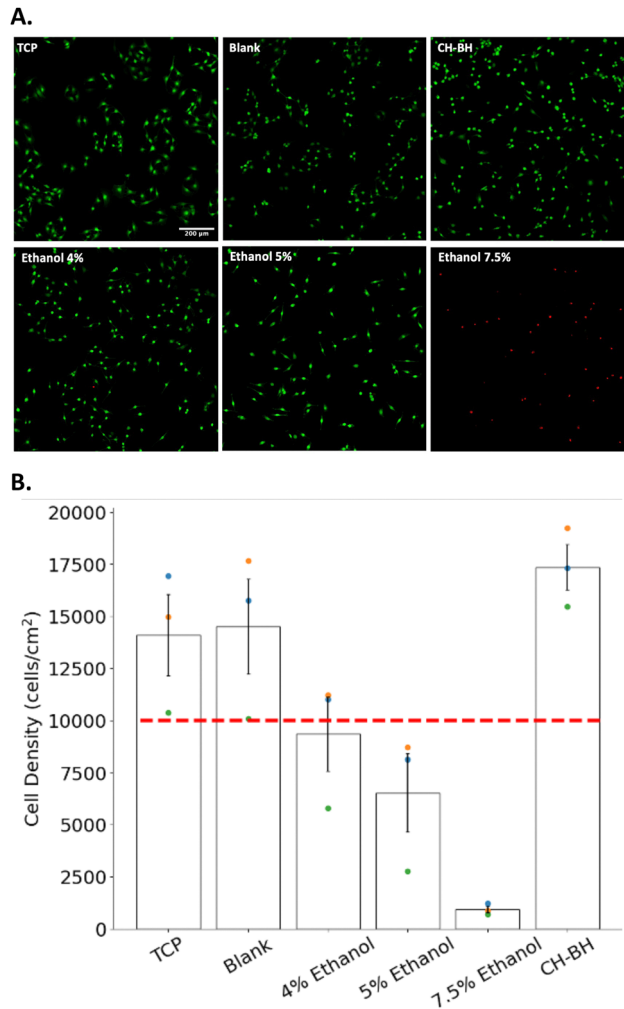 A.
TCP
Blank
CH-BH
200 µm
Ethanol 4%
Ethanol 5%
Ethanol 7.5%
B.
Cell Density (cells/cm²)
20000
17500
15000
12500
10000
7500
5000
2500
0
TCP
Blank
4% Ethanol
5% Ethanol
7.5% Ethanol
CH-BH